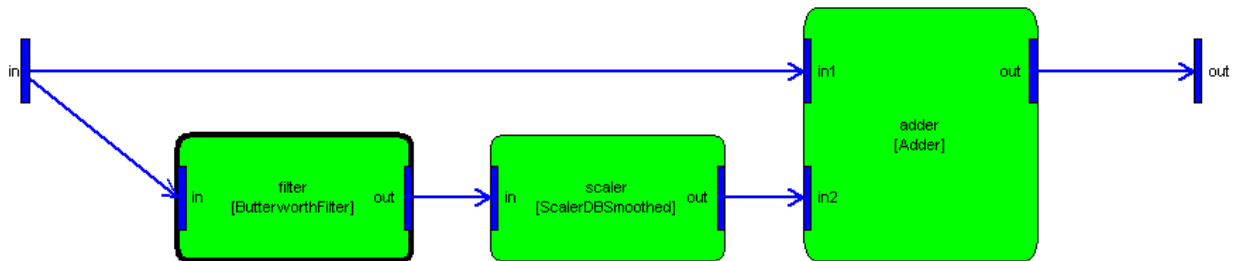 in
in1
out
out
adder
[Adder]
in
filter
[ButterworthFilter]
out
in
scaler
[ScalerDBSmoothed]
out
in2